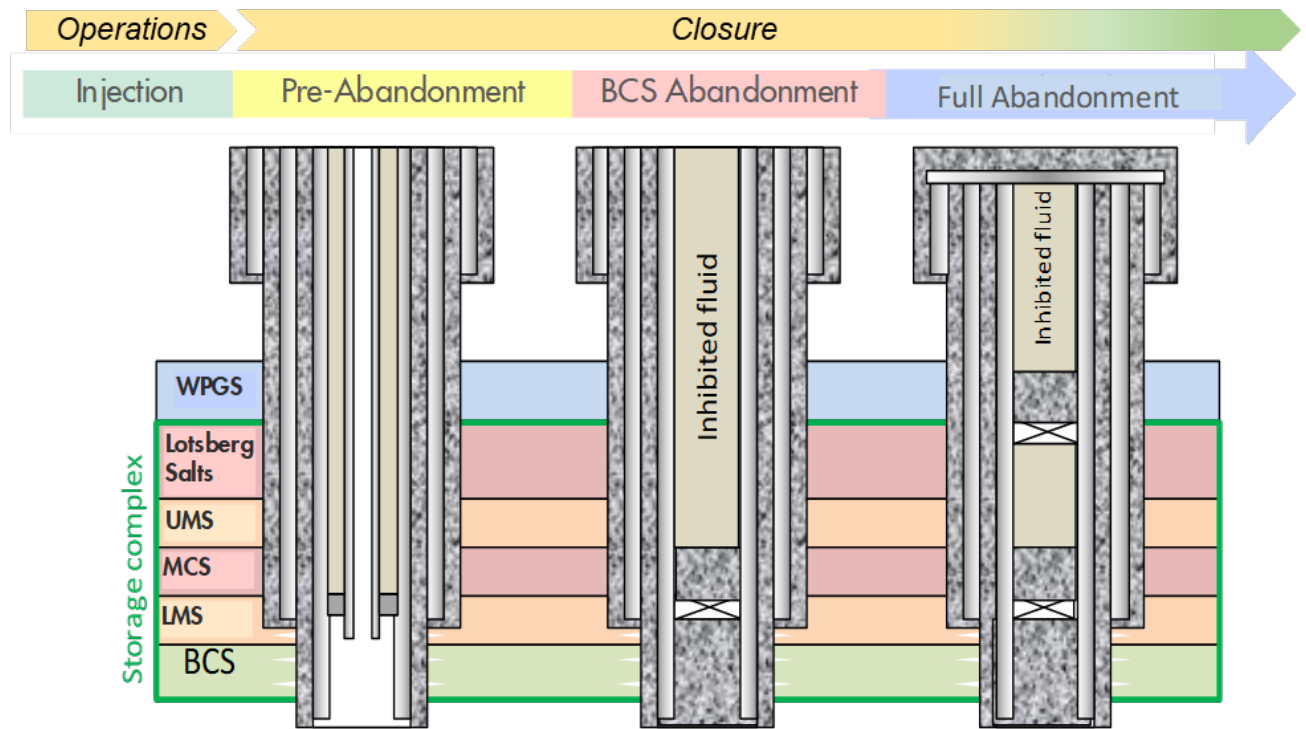 Operations
Closure
Injection
Pre-Abandonment
BCS Abandonment
Full Abandonment
Inhibited fluid
Inhibited fluid
WPGS
Lotsberg
Salts
UMS
MCS
LMS
BCS
Storage complex